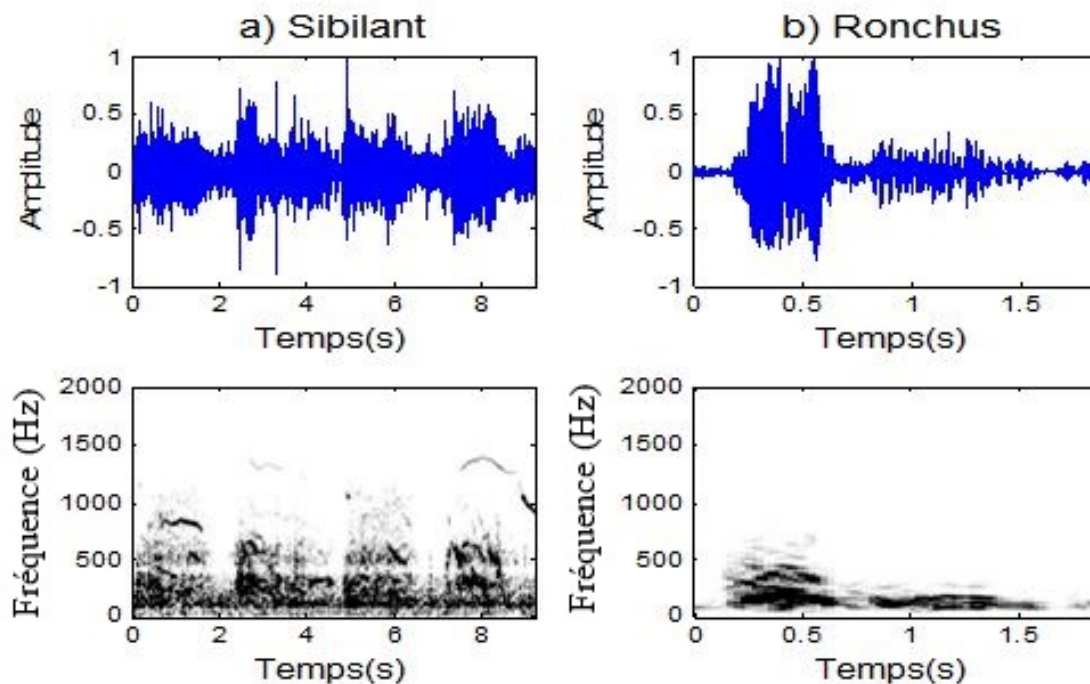 a) Sibilant
b) Ronchus
Amplitude
1
0.5
0
-0.5
-1
0 2 4 6 8
Temps(s)
Amplitude
1
0.5
0
-0.5
-1
0 0.5 1 1.5
Temps(s)
Fréquence (Hz)
2000
1500
1000
500
0
0 2 4 6 8
Temps(s)
Fréquence (Hz)
2000
1500
1000
500
0
0 0.5 1 1.5
Temps(s)